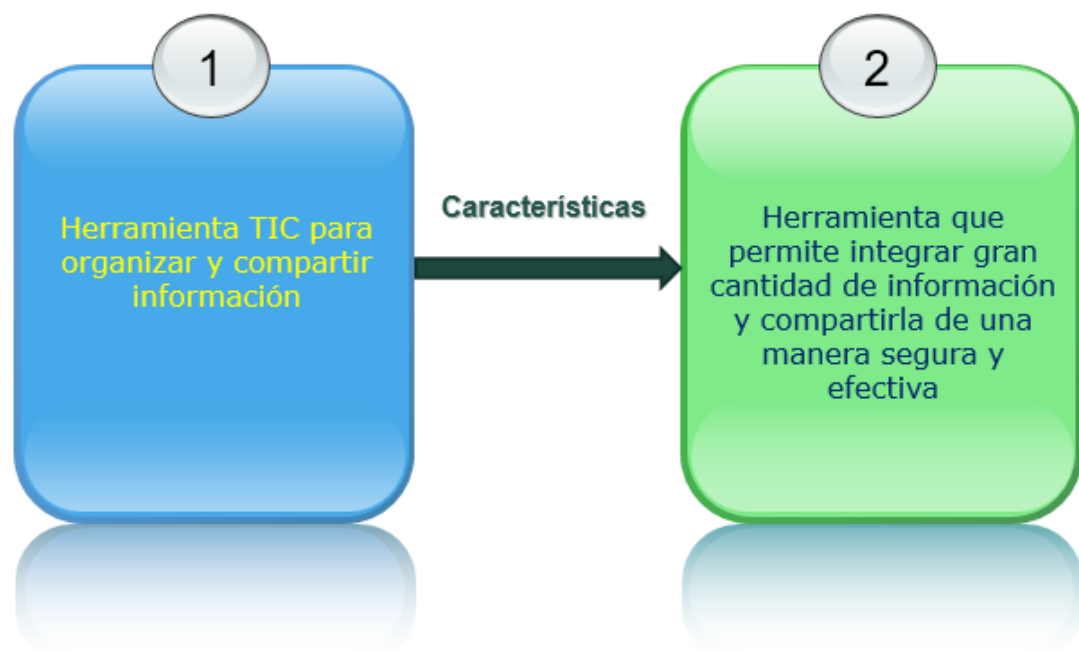 1
Herramienta TIC para
organizar y compartir
información
Características
2
Herramienta que
permite integrar gran
cantidad de información
y compartirla de una
manera segura y
efectiva